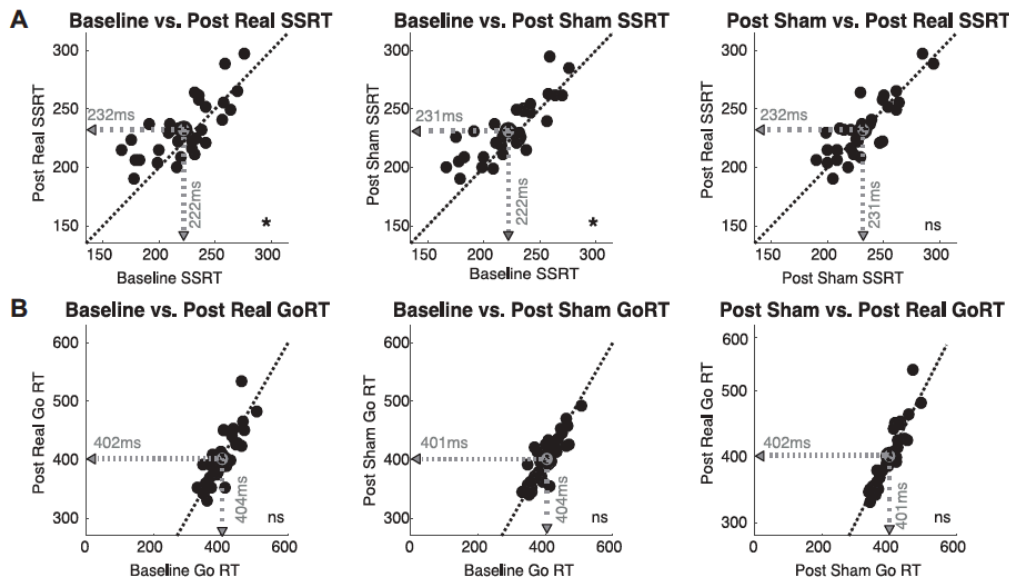 A
Baseline vs. Post Real SSRT
Post Real SSRT
300
250
200
150
232ms
222ms
*
150
200
250
300
Baseline SSRT
Baseline vs. Post Sham SSRT
Post Sham SSRT
300
250
200
150
231ms
222ms
*
150
200
250
300
Baseline SSRT
Post Sham vs. Post Real SSRT
Post Real SSRT
300
250
200
150
232ms
231ms
ns
150
200
250
300
Post Sham SSRT
B
Baseline vs. Post Real GoRT
Post Real Go RT
600
500
400
300
402ms
404ms
ns
0
200
400
600
Baseline Go RT
Baseline vs. Post Sham GoRT
Post Sham Go RT
600
500
400
300
401ms
404ms
ns
0
200
400
600
Baseline Go RT
Post Sham vs. Post Real GoRT
Post Real Go RT
600
500
400
300
402ms
401ms
ns
0
200
400
600
Post Sham Go RT